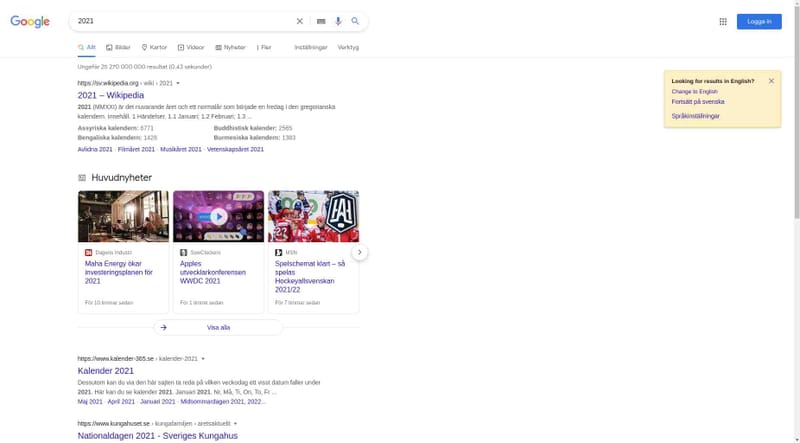 Google
2021
Logga in
Allt
Bilder
Kartor
Videor
Nyheter
Fler
Inställningar
Verktyg
Ungefär 25 270 000 000 resultat (0,43 sekunder)
https://sv.wikipedia.org › wiki › 2021
2021 – Wikipedia
2021 (MMXXI) är det nuvarande året och ett normalår som började en fredag i den gregorianska
kalendern. Innehåll. 1 Händelser. 1.1 Januari; 1.2 Februari; 1.3 ...
Assyriska kalendern: 6771
Buddhistisk kalender: 2565
Bengaliska kalendern: 1428
Burmesiska kalendern: 1383
Avlidna 2021 · Filmåret 2021 · Musikåret 2021 · Vetenskapsåret 2021
Looking for results in English?
Change to English
Fortsätt på svenska
Språkinställningar
Huvudnyheter
Dagens Industri
Maha Energy ökar
investeringsplanen för
2021
För 10 timmar sedan
SweClockers
Apples
utvecklarkonferensen
WWDC 2021
För 1 timme sedan
MSN
Spelschemat klart – så
spelas
Hockeyallsvenskan
2021/22
För 7 timmar sedan
Visa alla
https://www.kalender-365.se › kalender-2021
Kalender 2021
Dessutom kan du via den här sajten ta reda på vilken veckodag ett visst datum faller under
2021. Här kan du se kalender 2021. Januari 2021. Nr, Må, Ti, On, To, Fr ...
Maj 2021 · April 2021 · Januari 2021 · Midsommardagen 2021, 2022...
https://www.kungahuset.se › kungafamiljen › aretsaktuellt
Nationaldagen 2021 - Sveriges Kungahus